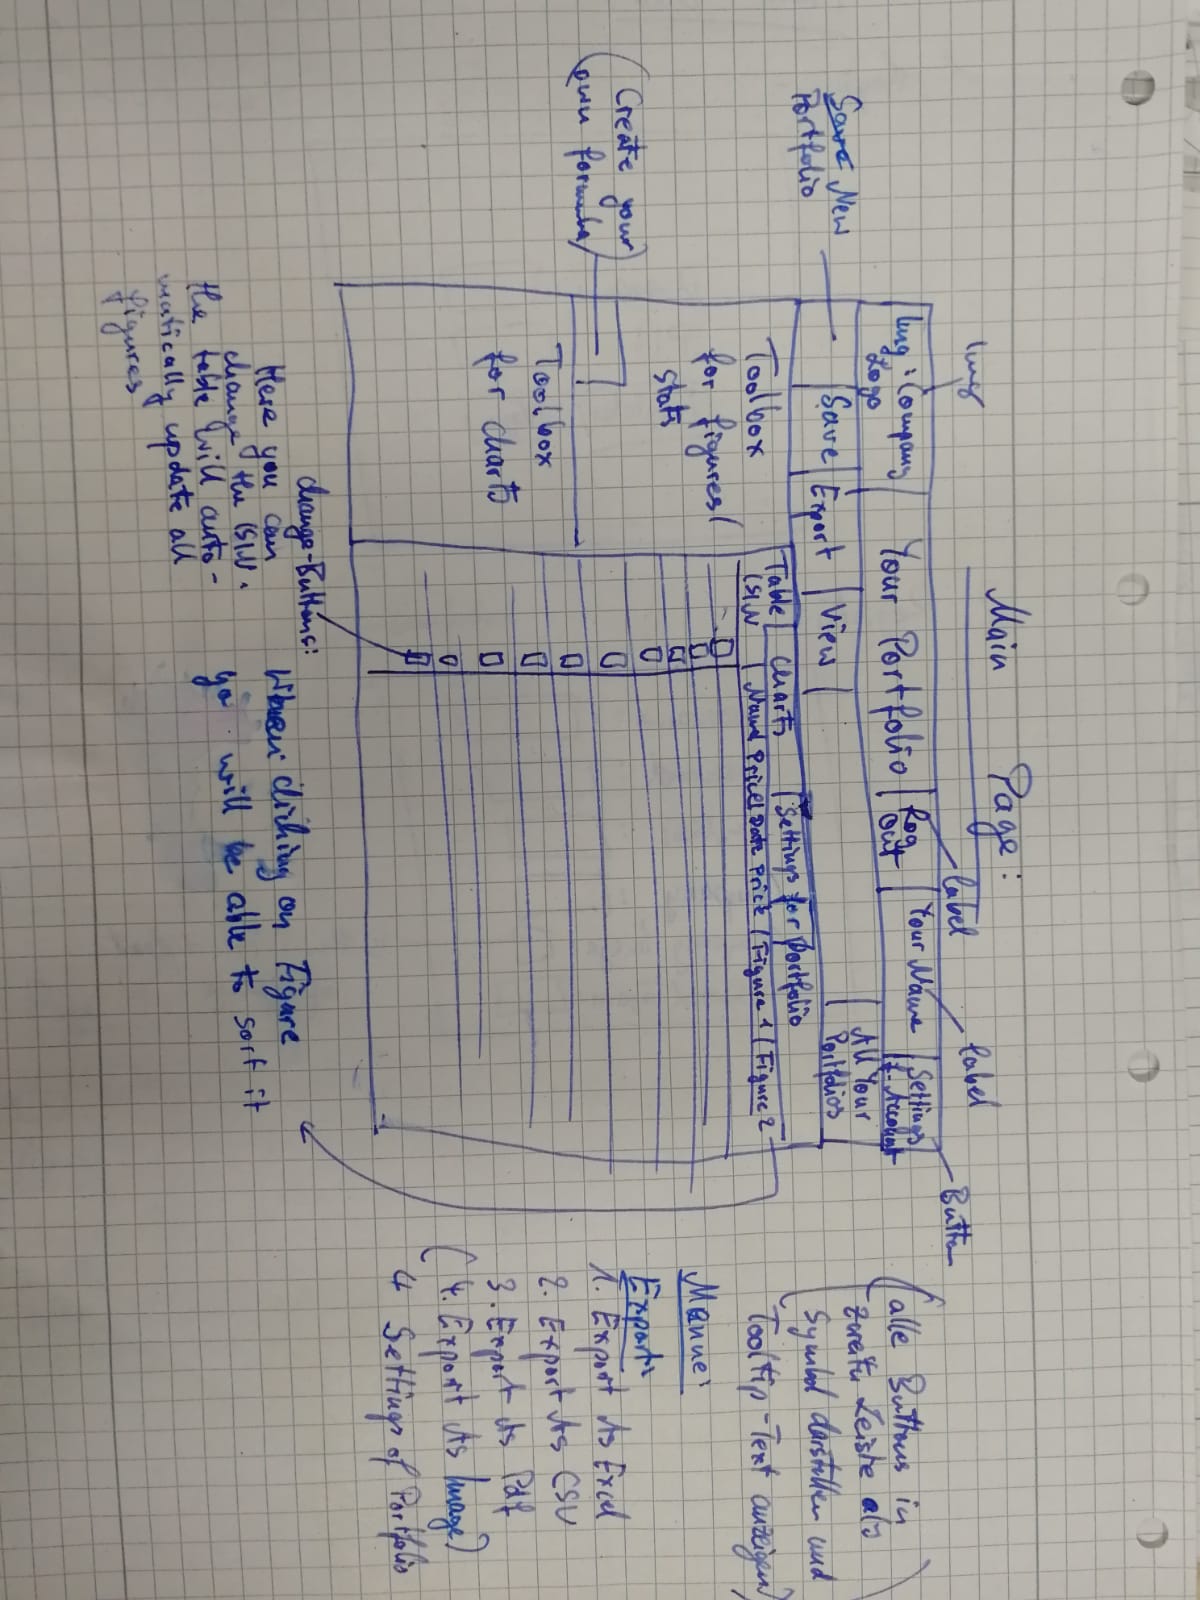 Main Page:
Img
Label
Label
Button
Img: Company
Logo
Your Portfolio
Log
Out
Your Name
Settings
f. Account
Save New
Portfolio
Save
Export
View
All Your
Portfolios
Table
Charts
Settings for Portfolio
ISIN
Name
Price
Date Price
Figure 1
Figure 2
Toolbox
for figures/
stats
(Create your
own formula)
Toolbox
for charts
Change-Buttons:
Here you can
change the ISIN.
the table will auto-
matically update all
figures
When clicking on Figure
you will be able to sort it
(alle Buttons in
zweiter Leiste als
Symbol darstellen und
Tooltip-Text anzeigen)
Export:
1. Export As Excel
2. Export As CSV
3. Export As Pdf
(4. Export As Image)
4 Settings of Portfolio